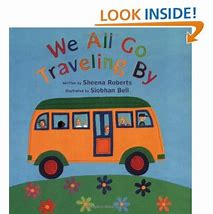 LOOK INSIDE!
We All Go
Traveling By
written by Sheena Roberts
illustrated by Siobhan Bell